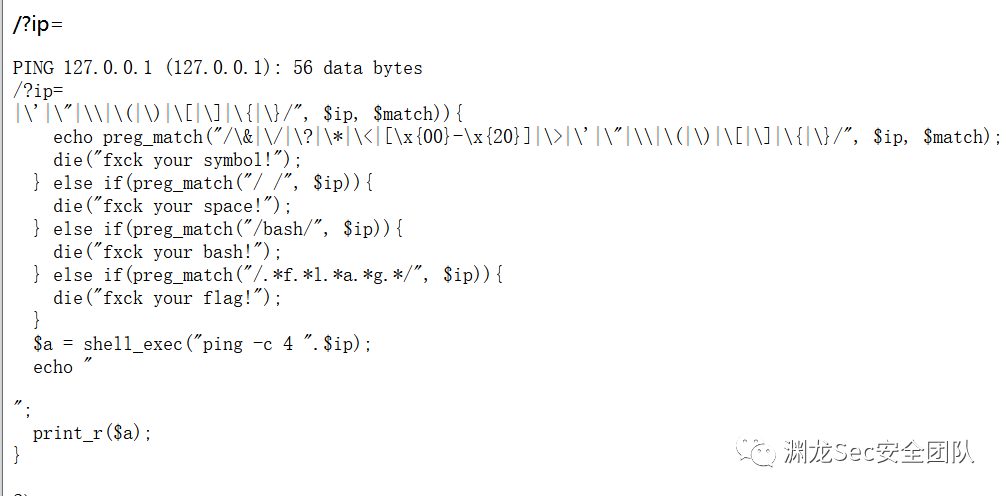 /?ip=
PING 127.0.0.1 (127.0.0.1): 56 data bytes
/?ip=
|\'|\"|\\|\(|\)|\[|\]|\{|\}/", $ip, $match)){
    echo preg_match("/\&|\/|\?|\*|\<|[\x{00}-\x{20}]|\>|\'|\"|\\|\(|\)|\[|\]|\{|\}/", $ip, $match);
    die("fxck your symbol!");
  } else if(preg_match("/ /", $ip)){
    die("fxck your space!");
  } else if(preg_match("/bash/", $ip)){
    die("fxck your bash!");
  } else if(preg_match("/.*f.*l.*a.*g.*/", $ip)){
    die("fxck your flag!");
  }
  $a = shell_exec("ping -c 4 ".$ip);
  echo "
";
  print_r($a);
}
渊龙Sec安全团队